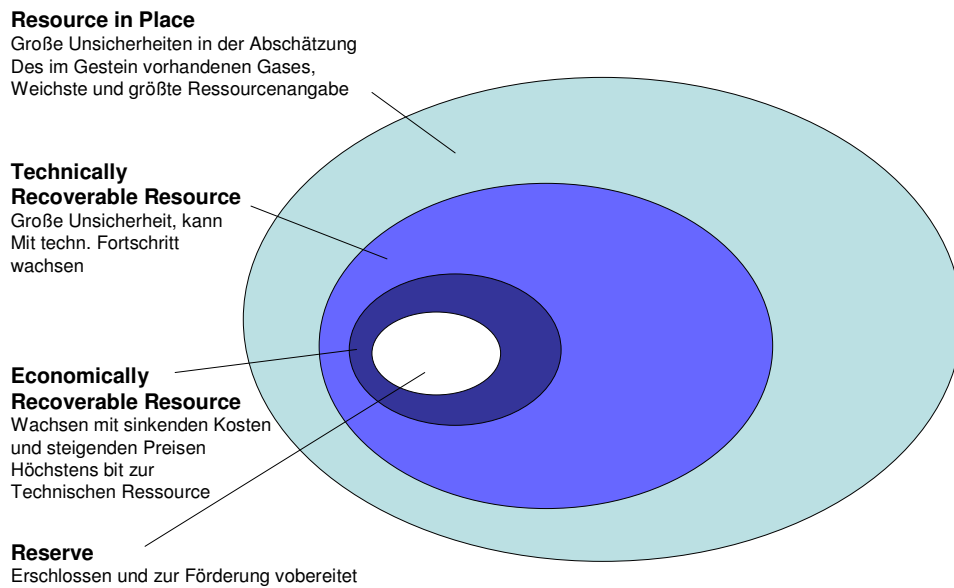 Resource in Place
Große Unsicherheiten in der Abschätzung
Des im Gestein vorhandenen Gases,
Weichste und größte Ressourcenangabe
Technically
Recoverable Resource
Große Unsicherheit, kann
Mit techn. Fortschritt
wachsen
Economically
Recoverable Resource
Wachsen mit sinkenden Kosten
und steigenden Preisen
Höchstens bit zur
Technischen Ressource
Reserve
Erschlossen und zur Förderung vobereitet